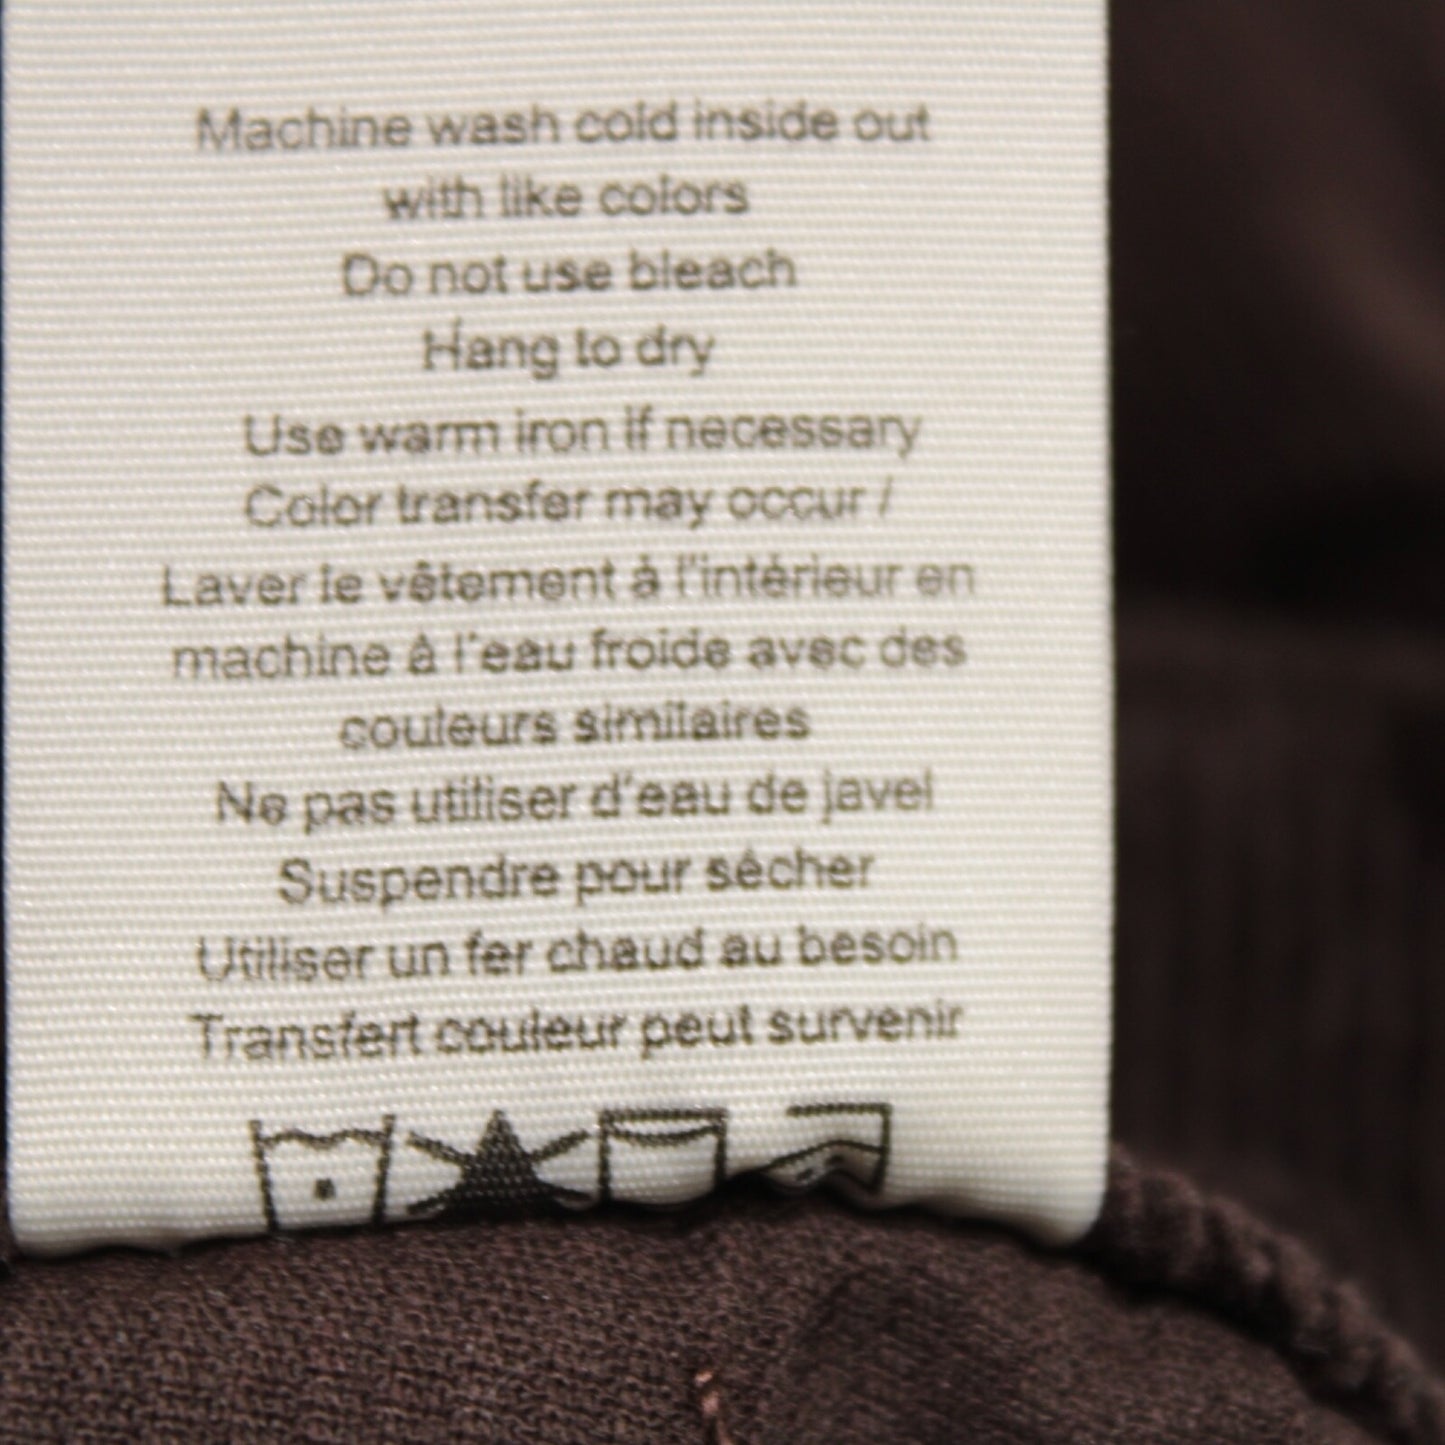 Machine wash cold inside out
with like colors
Do not use bleach
Hang to dry
Use warm iron if necessary
Color transfer may occur /
Laver le vêtement à l'intérieur en
machine à l'eau froide avec des
couleurs similaires
Ne pas utiliser d'eau de javel
Suspendre pour sécher
Utiliser un fer chaud au besoin
Transfert couleur peut survenir